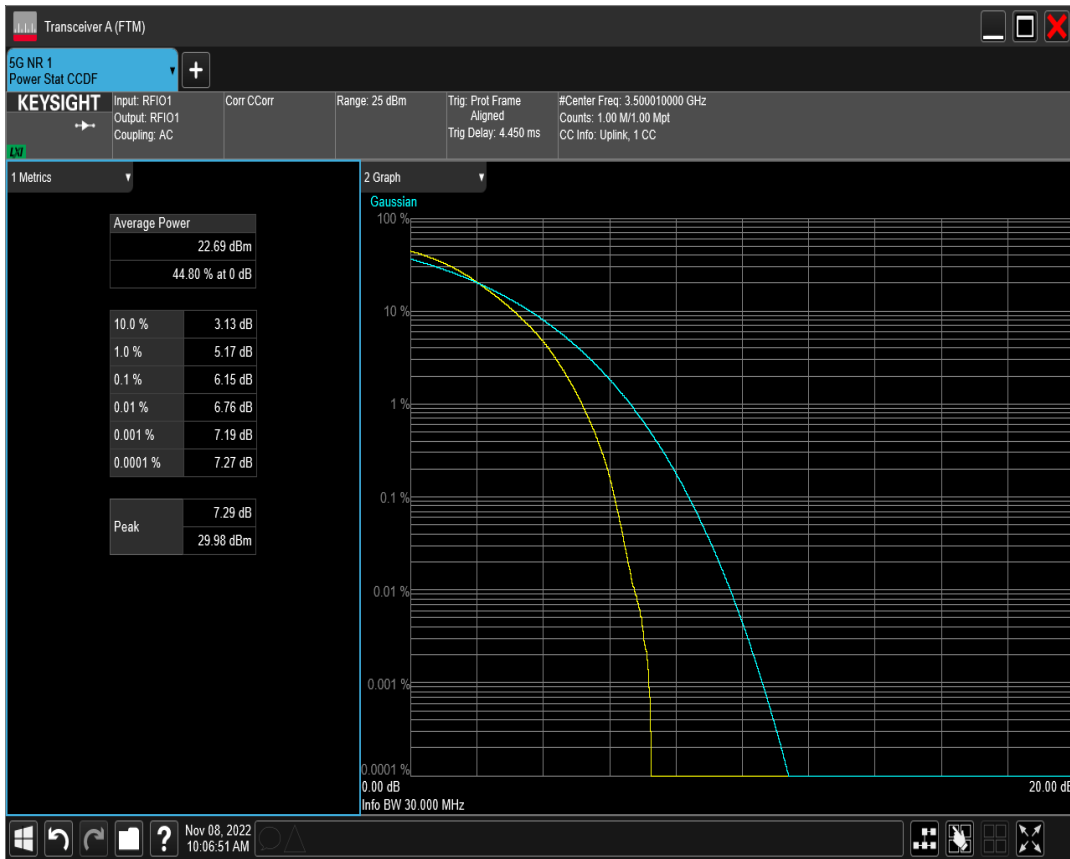 Transceiver A (FTM)
5G NR 1
Power Stat CCDF
KEYSIGHT
LXI
Input: RFIO1
Output: RFIO1
Coupling: AC
Corr CCorr
Range: 25 dBm
Trig: Prot Frame
Aligned
Trig Delay: 4.450 ms
#Center Freq: 3.500010000 GHz
Counts: 1.00 M/1.00 Mpt
CC Info: Uplink, 1 CC
1 Metrics
Average Power
22.69 dBm
44.80 % at 0 dB
10.0 % 3.13 dB
1.0 % 5.17 dB
0.1 % 6.15 dB
0.01 % 6.76 dB
0.001 % 7.19 dB
0.0001 % 7.27 dB
Peak
7.29 dB
29.98 dBm
2 Graph
Gaussian
100 %
10 %
1 %
0.1 %
0.01 %
0.001 %
0.0001 %
0.00 dB
20.00 dB
Info BW 30.000 MHz
?
Nov 08, 2022
10:06:51 AM